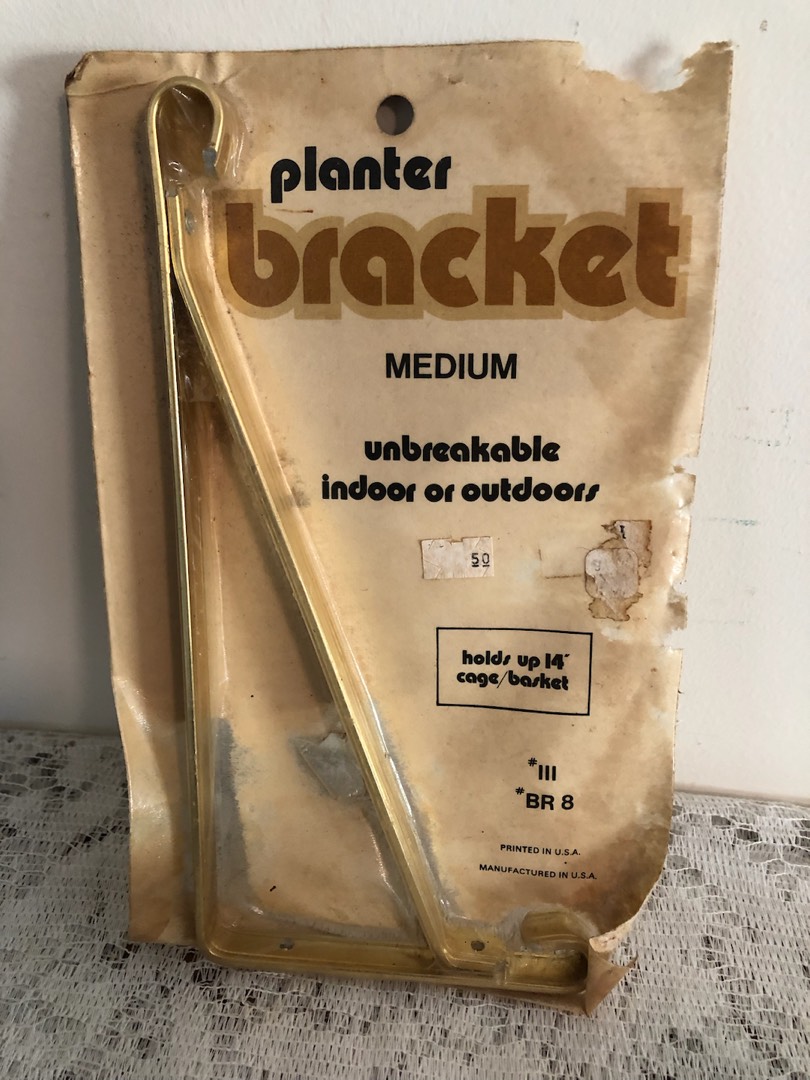 planter
bracket
MEDIUM
unbreakable
indoor or outdoors
50
holds up 14"
cage/basket
#III
#BR 8
PRINTED IN U.S.A.
MANUFACTURED IN U.S.A.